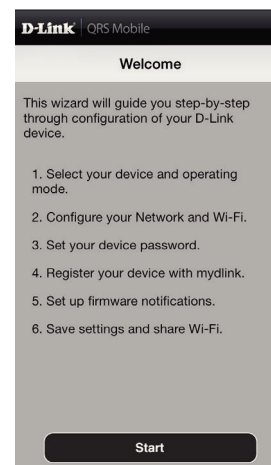 D-Link QRS Mobile
Welcome
This wizard will guide you step-by-step
through configuration of your D-Link
device.
1. Select your device and operating
mode.
2. Configure your Network and Wi-Fi.
3. Set your device password.
4. Register your device with mydlink.
5. Set up firmware notifications.
6. Save settings and share Wi-Fi.
Start